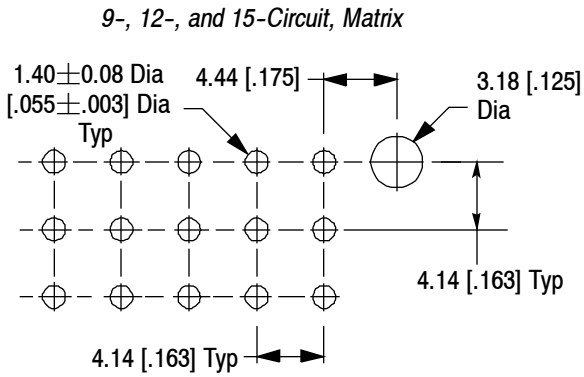 9-, 12-, and 15-Circuit, Matrix
1.40±0.08 Dia
[.055±.003] Dia
Typ
4.44 [.175]
3.18 [.125]
Dia
4.14 [.163] Typ
4.14 [.163] Typ